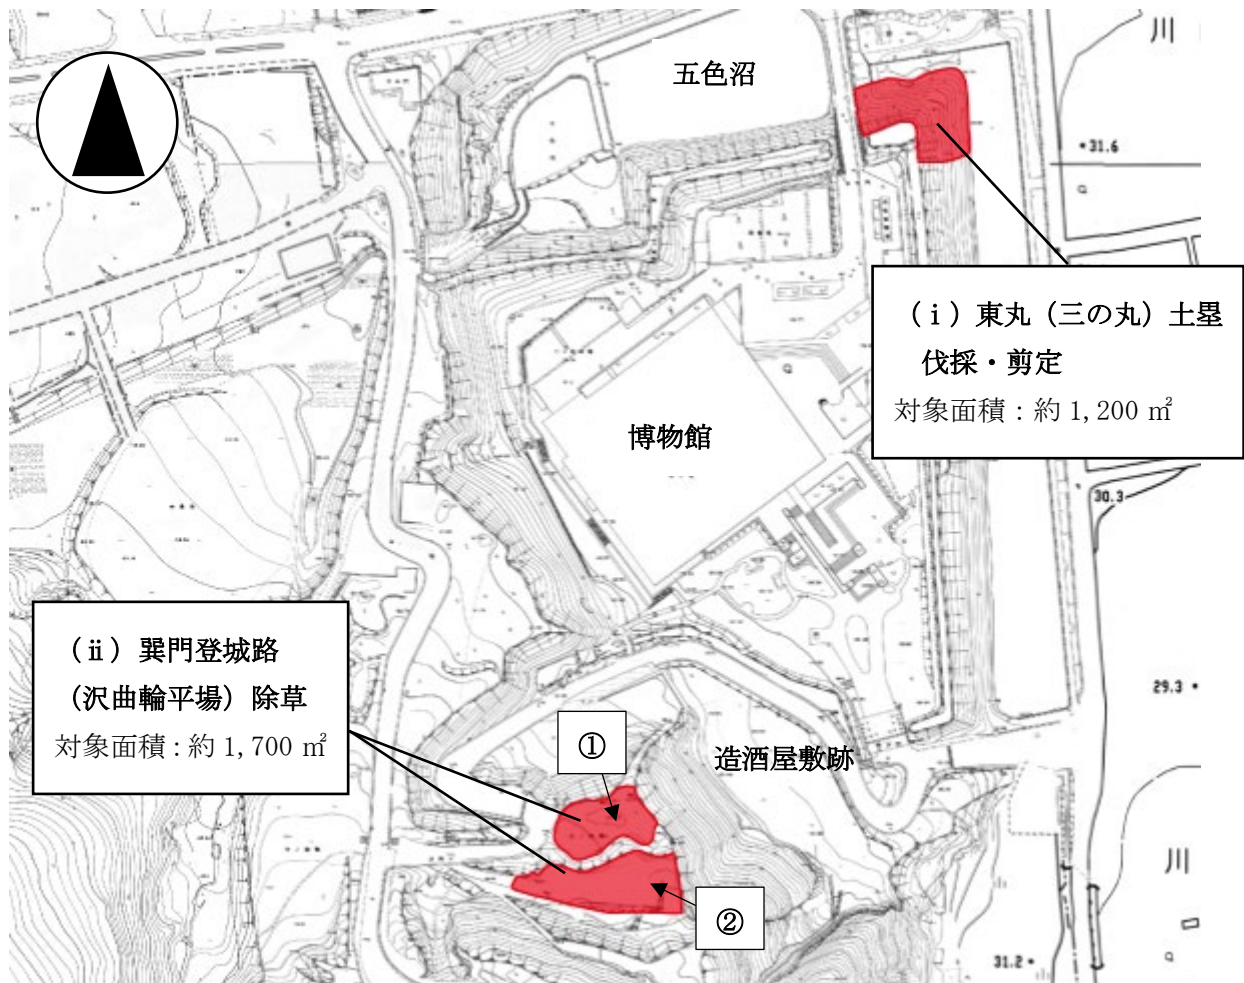 五色沼
川
31.6
（ⅰ）東丸（三の丸）土塁
伐採・剪定
対象面積：約 1,200 ㎡
博物館
30.3
（ⅱ）巽門登城路
（沢曲輪平場）除草
対象面積：約 1,700 ㎡
29.3
①
造酒屋敷跡
②
川
31.2